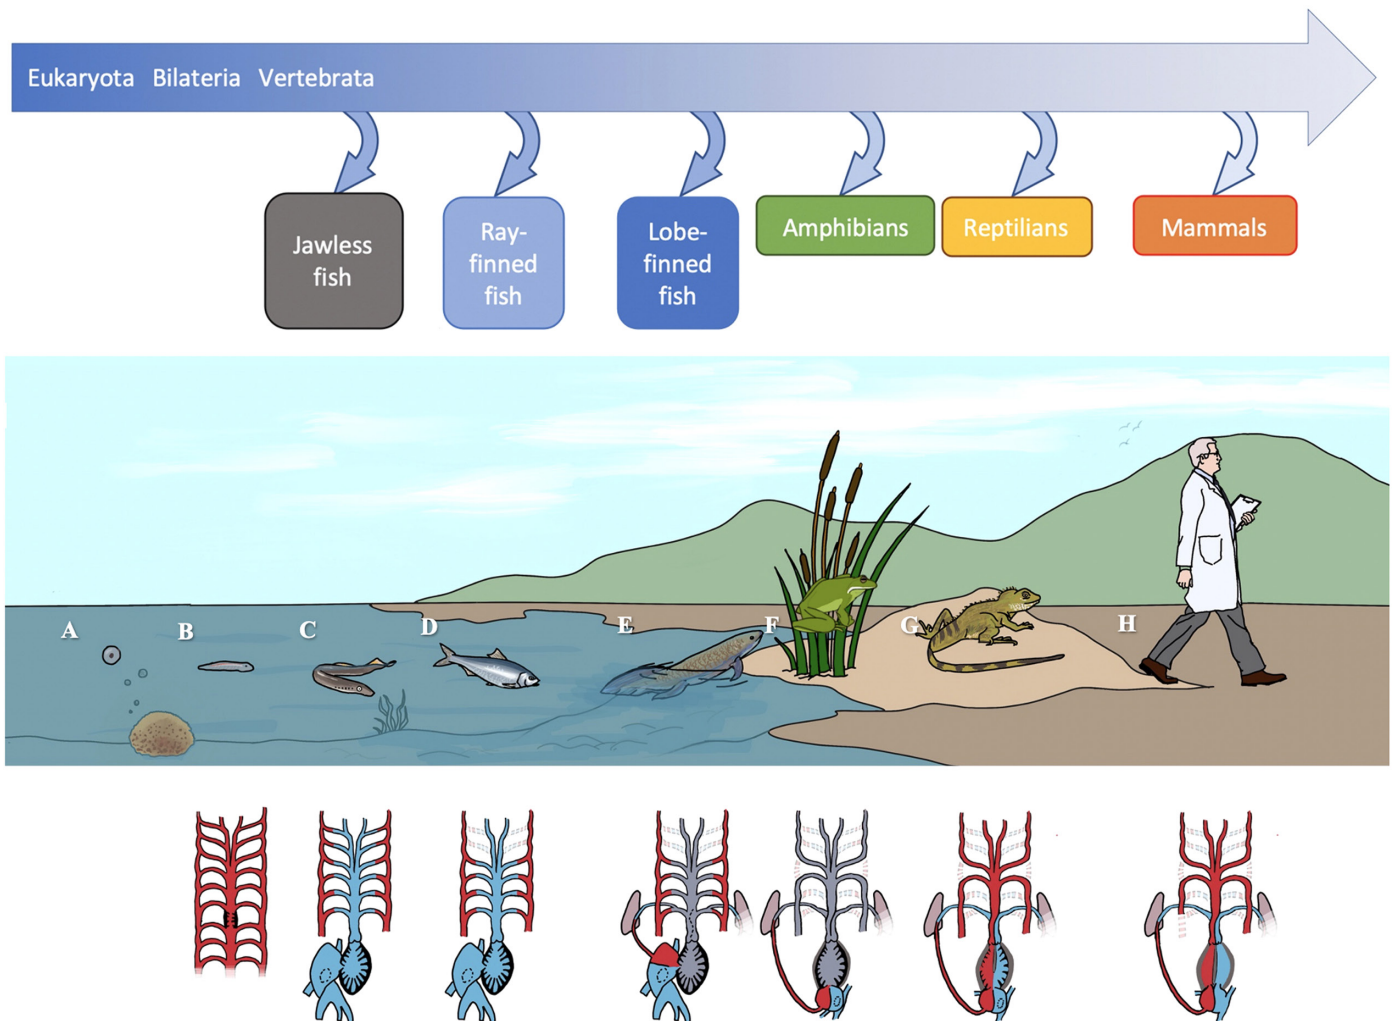 Eukaryota Bilateria Vertebrata
Jawless
fish
Ray-
finned
fish
Lobe-
finned
fish
Amphibians
Reptilians
Mammals
A
B
C
D
E
F
G
H